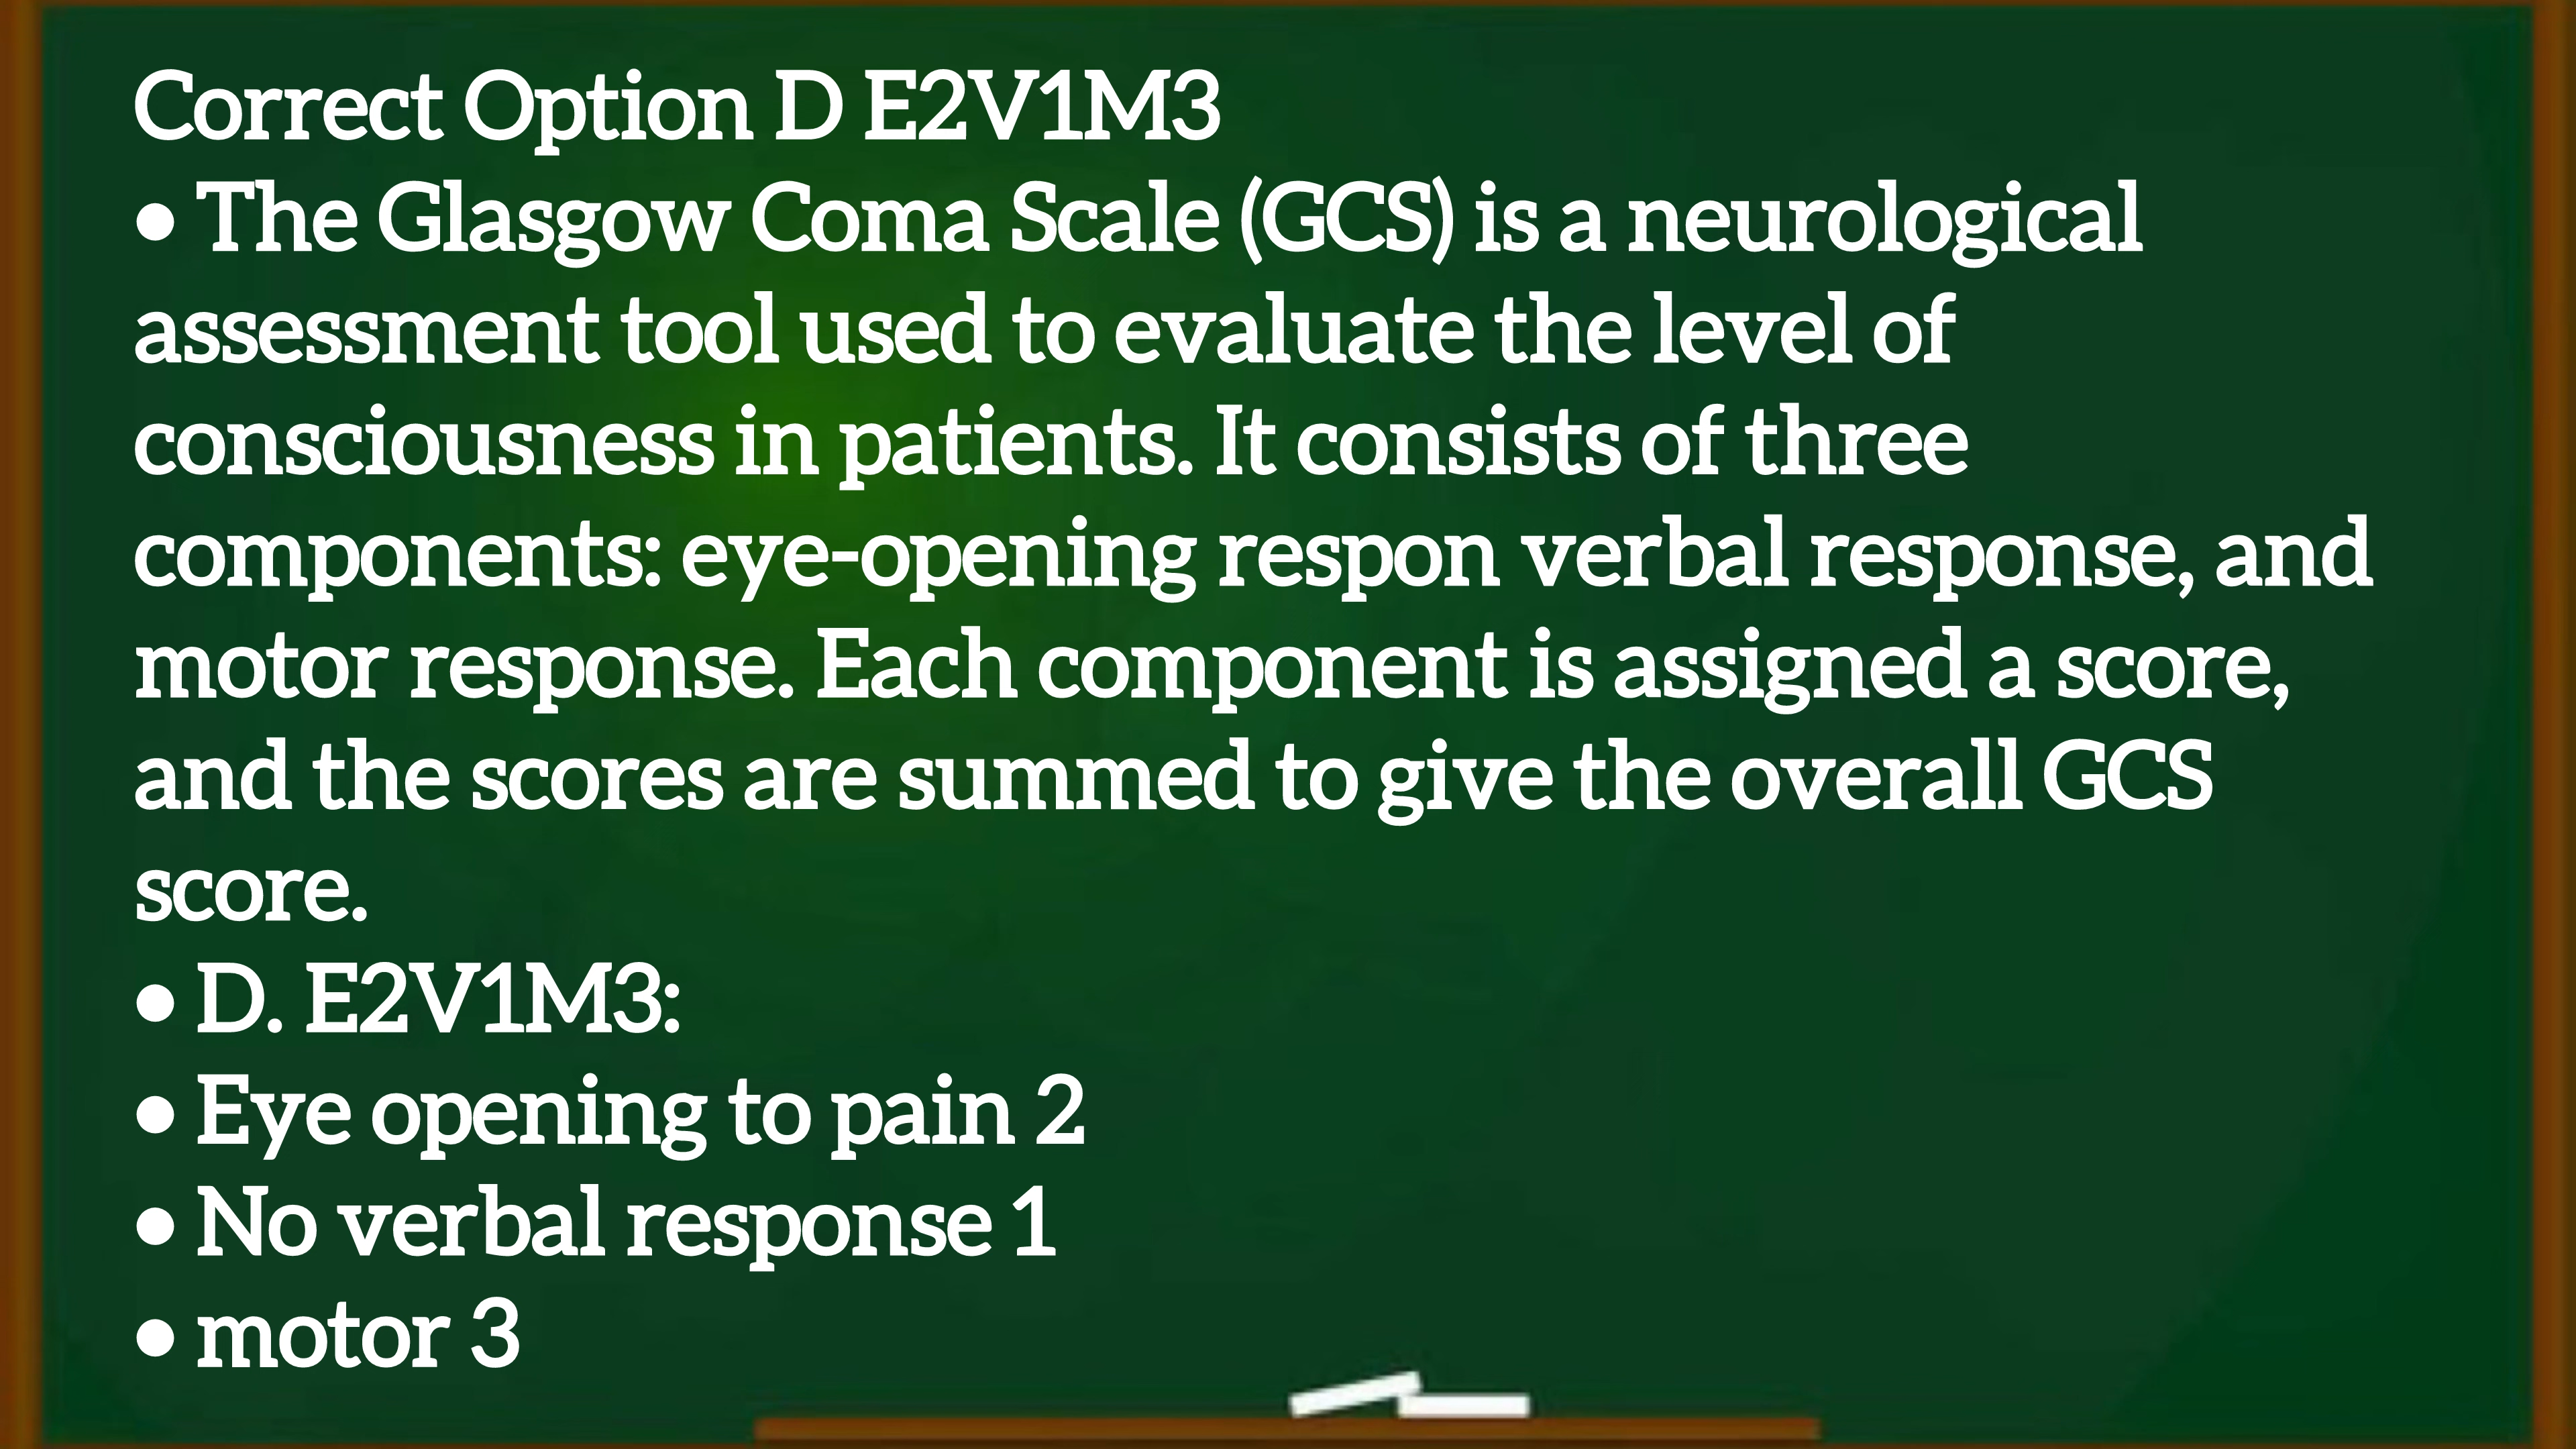 Correct Option D E2V1M3
• The Glasgow Coma Scale (GCS) is a neurological
assessment tool used to evaluate the level of
consciousness in patients. It consists of three
components: eye-opening respon verbal response, and
motor response. Each component is assigned a score,
and the scores are summed to give the overall GCS
score.
• D. E2V1M3:
• Eye opening to pain 2
• No verbal response 1
• motor 3